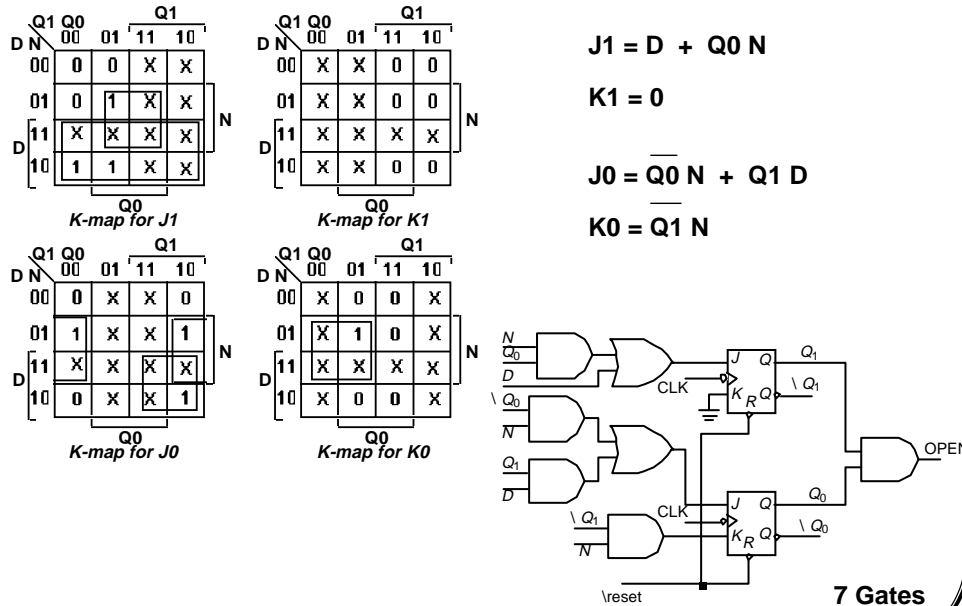 Q1
Q1 Q0
D N
00 01 11 10
00 0 0 X X
01 0 1 X X
11 X X X X
10 1 1 X X
D
N
Q0
K-map for J1
Q1
Q1 Q0
D N
00 01 11 10
00 X X 0 0
01 X X 0 0
11 X X X X
10 X X 0 0
D
N
Q0
K-map for K1
J1 = D + Q0 N
K1 = 0
J0 = Q̅0̅ N + Q1 D
K0 = Q̅1̅ N
Q1
Q1 Q0
D N
00 01 11 10
00 0 X X 0
01 1 X X 1
11 X X X X
10 0 X X 1
D
N
Q0
K-map for J0
Q1
Q1 Q0
D N
00 01 11 10
00 X 0 0 X
01 X 1 0 X
11 X X X X
10 X 0 0 X
D
N
Q0
K-map for K0
N
Q0
D
CLK
J Q
K R Q
Q1
\ Q1
\ Q0
N
Q1
D
\ Q1
N
CLK
J Q
K R Q
Q0
\ Q0
OPEN
\reset
7 Gates